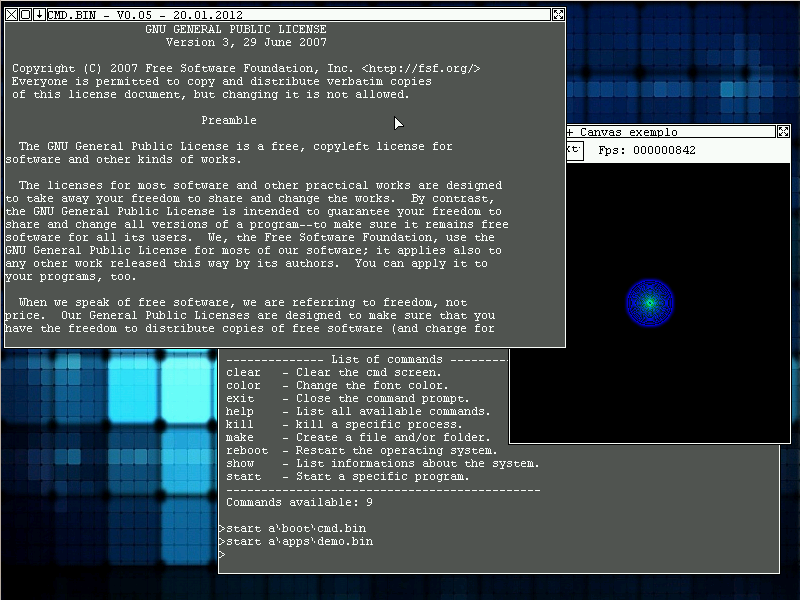 CMD.BIN - V0.05 - 20.01.2012
GNU GENERAL PUBLIC LICENSE
Version 3, 29 June 2007
Copyright (C) 2007 Free Software Foundation, Inc. <http://fsf.org/>
Everyone is permitted to copy and distribute verbatim copies
of this license document, but changing it is not allowed.
Preamble
The GNU General Public License is a free, copyleft license for
software and other kinds of works.
The licenses for most software and other practical works are designed
to take away your freedom to share and change the works.  By contrast,
the GNU General Public License is intended to guarantee your freedom to
share and change all versions of a program--to make sure it remains free
software for all its users.  We, the Free Software Foundation, use the
GNU General Public License for most of our software; it applies also to
any other work released this way by its authors.  You can apply it to
your programs, too.
When we speak of free software, we are referring to freedom, not
price.  Our General Public Licenses are designed to make sure that you
have the freedom to distribute copies of free software (and charge for
+ Canvas exemplo
xt
Fps: 000000842
-------------- List of commands --------
clear   - Clear the cmd screen.
color   - Change the font color.
exit    - Close the command prompt.
help    - List all available commands.
kill    - kill a specific process.
make    - Create a file and/or folder.
reboot  - Restart the operating system.
show    - List informations about the system.
start   - Start a specific program.
---------------------------------------------
Commands available: 9
>start a\boot\cmd.bin
>start a\apps\demo.bin
>